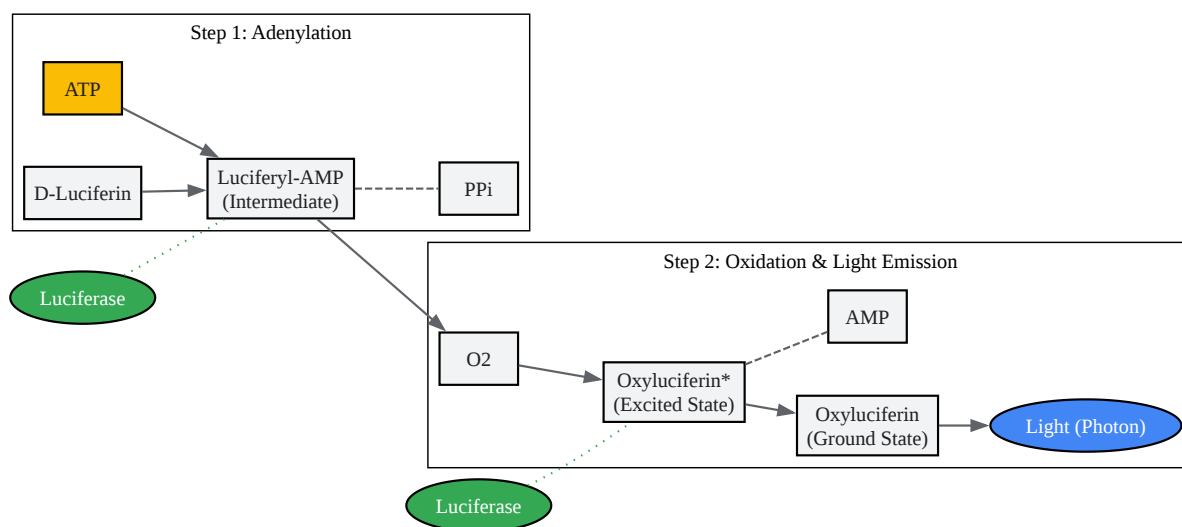 Step 1: Adenylation
ATP
D-Luciferin
Luciferyl-AMP
(Intermediate)
PPi
Luciferase
Step 2: Oxidation & Light Emission
O2
Oxyluciferin*
(Excited State)
AMP
Oxyluciferin
(Ground State)
Light (Photon)
Luciferase